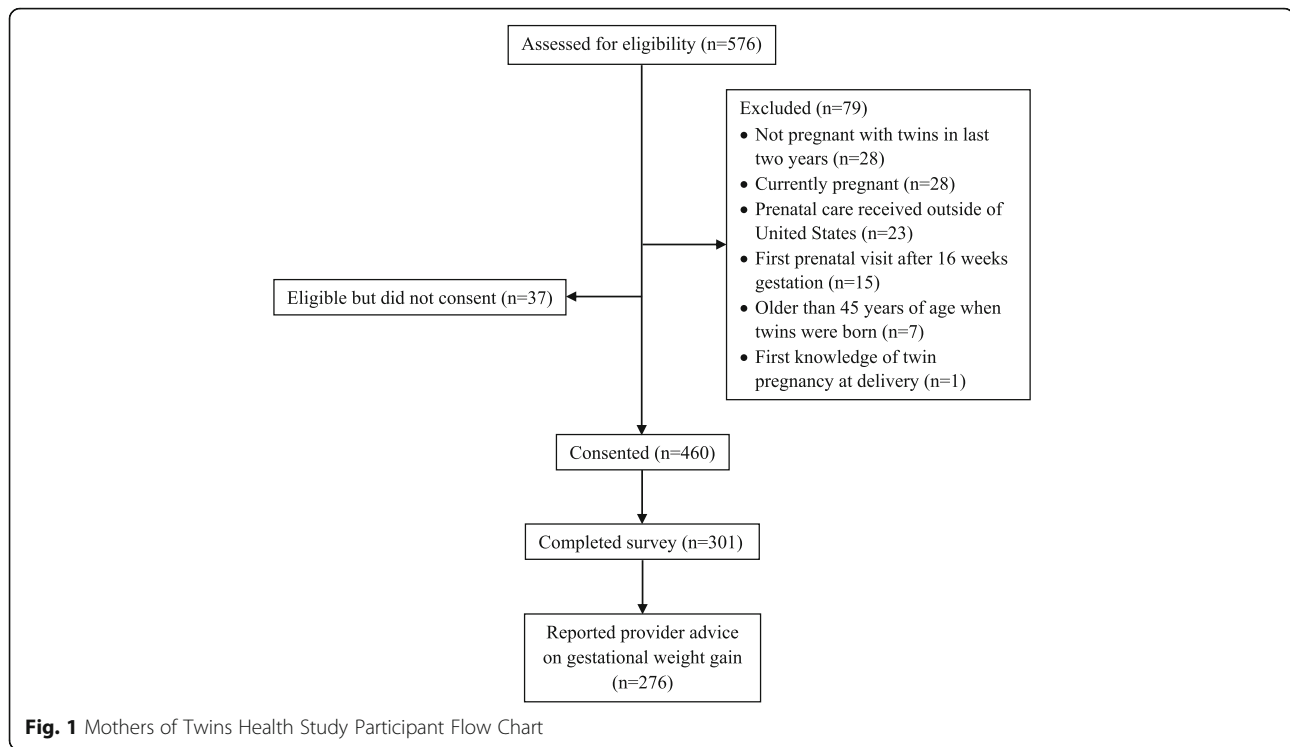 Assessed for eligibility (n=576)
Excluded (n=79)
• Not pregnant with twins in last
two years (n=28)
• Currently pregnant (n=28)
• Prenatal care received outside of
United States (n=23)
• First prenatal visit after 16 weeks
gestation (n=15)
• Older than 45 years of age when
twins were born (n=7)
• First knowledge of twin
pregnancy at delivery (n=1)
Eligible but did not consent (n=37)
Consented (n=460)
Completed survey (n=301)
Reported provider advice
on gestational weight gain
(n=276)
Fig. 1 Mothers of Twins Health Study Participant Flow Chart